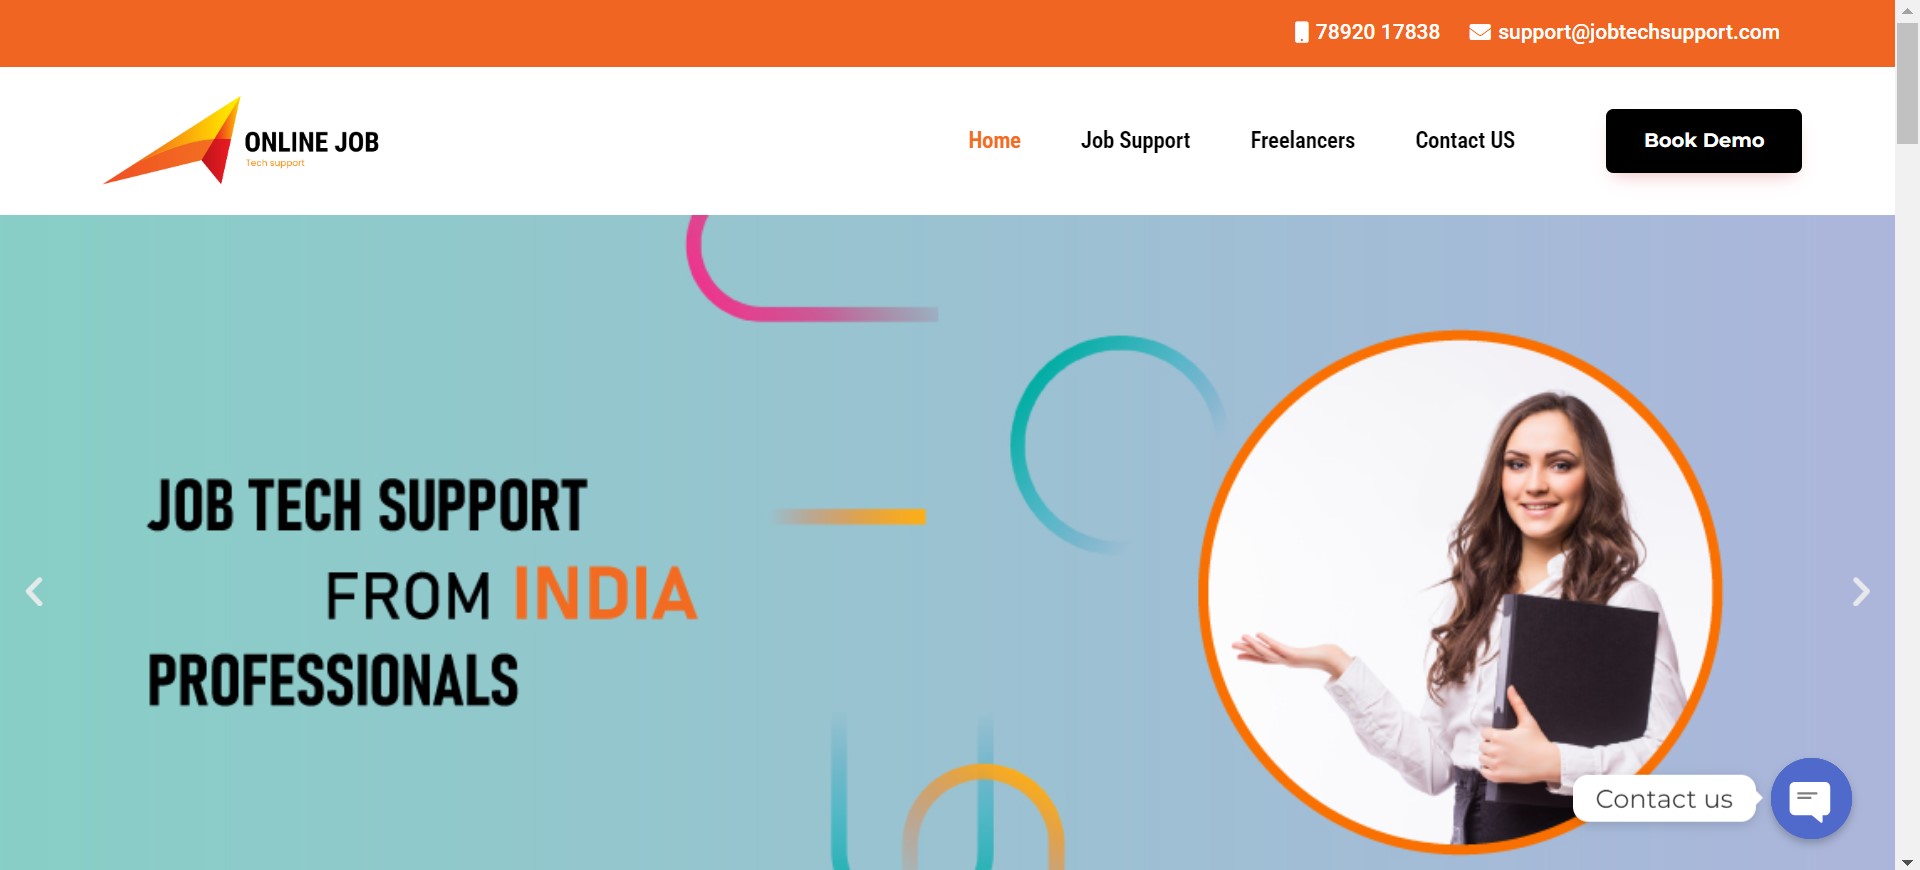 78920 17838 support@jobtechsupport.com
ONLINE JOB
Tech support
Home Job Support Freelancers Contact US Book Demo
JOB TECH SUPPORT
FROM INDIA
PROFESSIONALS
Contact us